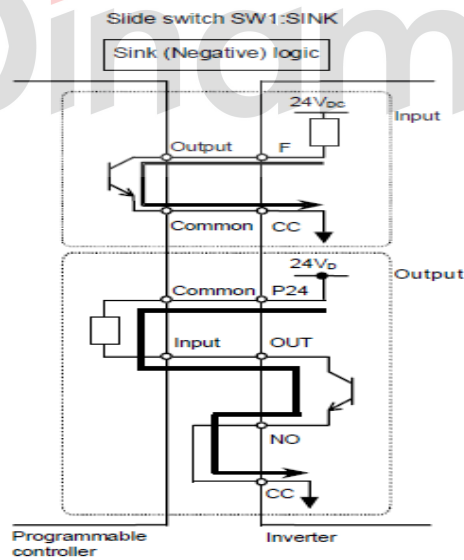 Slide switch SW1:SINK
Sink (Negative) logic
24VDC
Input
Output F
Common CC
24VD
Output
Common P24
Input OUT
NO
CC
Programmable
controller
Inverter